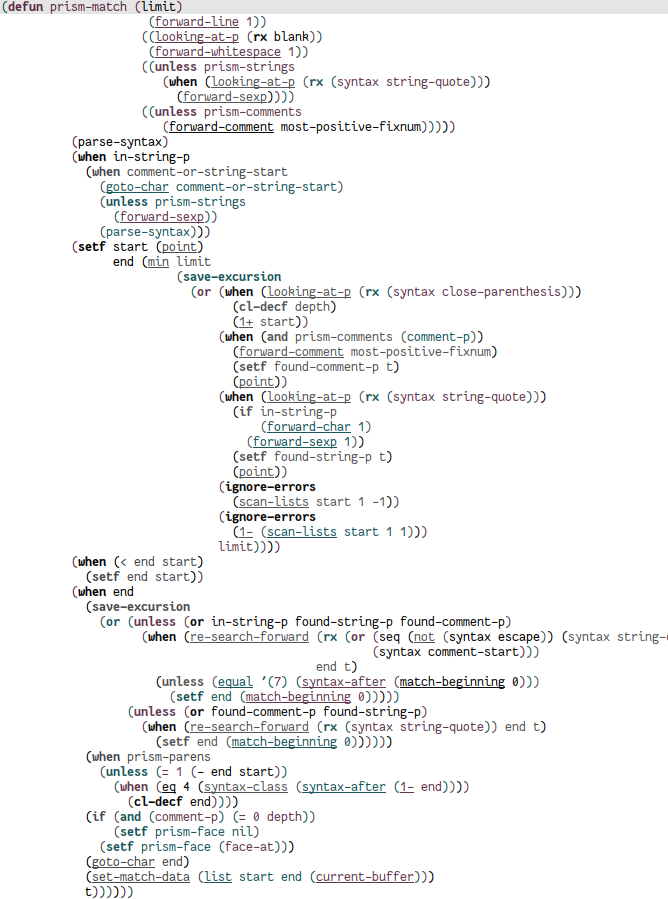 (defun prism-match (limit)
(forward-line 1))
((looking-at-p (rx blank))
(forward-whitespace 1))
((unless prism-strings
(when (looking-at-p (rx (syntax string-quote)))
(forward-sexp))))
((unless prism-comments
(forward-comment most-positive-fixnum)))))
(parse-syntax)
(when in-string-p
(when comment-or-string-start
(goto-char comment-or-string-start)
(unless prism-strings
(forward-sexp))
(parse-syntax)))
(setf start (point)
end (min limit
(save-excursion
(or (when (looking-at-p (rx (syntax close-parenthesis)))
(cl-decf depth)
(1+ start))
(when (and prism-comments (comment-p))
(forward-comment most-positive-fixnum)
(setf found-comment-p t)
(point))
(when (looking-at-p (rx (syntax string-quote)))
(if in-string-p
(forward-char 1)
(forward-sexp 1))
(setf found-string-p t)
(point))
(ignore-errors
(scan-lists start 1 -1))
(ignore-errors
(1- (scan-lists start 1 1)))
limit))))
(when (< end start)
(setf end start))
(when end
(save-excursion
(or (unless (or in-string-p found-string-p found-comment-p)
(when (re-search-forward (rx (or (seq (not (syntax escape)) (syntax string-
(syntax comment-start)))
end t)
(unless (equal '(7) (syntax-after (match-beginning 0)))
(setf end (match-beginning 0)))))
(unless (or found-comment-p found-string-p)
(when (re-search-forward (rx (syntax string-quote)) end t)
(setf end (match-beginning 0))))))
(when prism-parens
(unless (= 1 (- end start))
(when (eq 4 (syntax-class (syntax-after (1- end))))
(cl-decf end))))
(if (and (comment-p) (= 0 depth))
(setf prism-face nil)
(setf prism-face (face-at)))
(goto-char end)
(set-match-data (list start end (current-buffer)))
t))))))